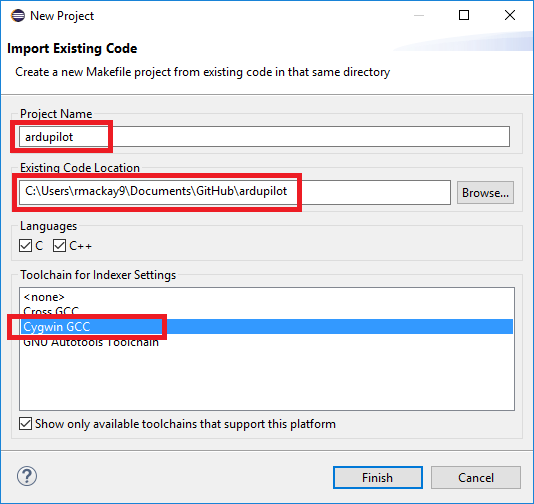 New Project
Import Existing Code
Create a new Makefile project from existing code in that same directory
Project Name
ardupilot
Existing Code Location
C:\Users\rmackay9\Documents\GitHub\ardupilot
Browse...
Languages
C C++
Toolchain for Indexer Settings
<none>
Cross GCC
Cygwin GCC
GNU Autotools Toolchain
Show only available toolchains that support this platform
? Finish Cancel